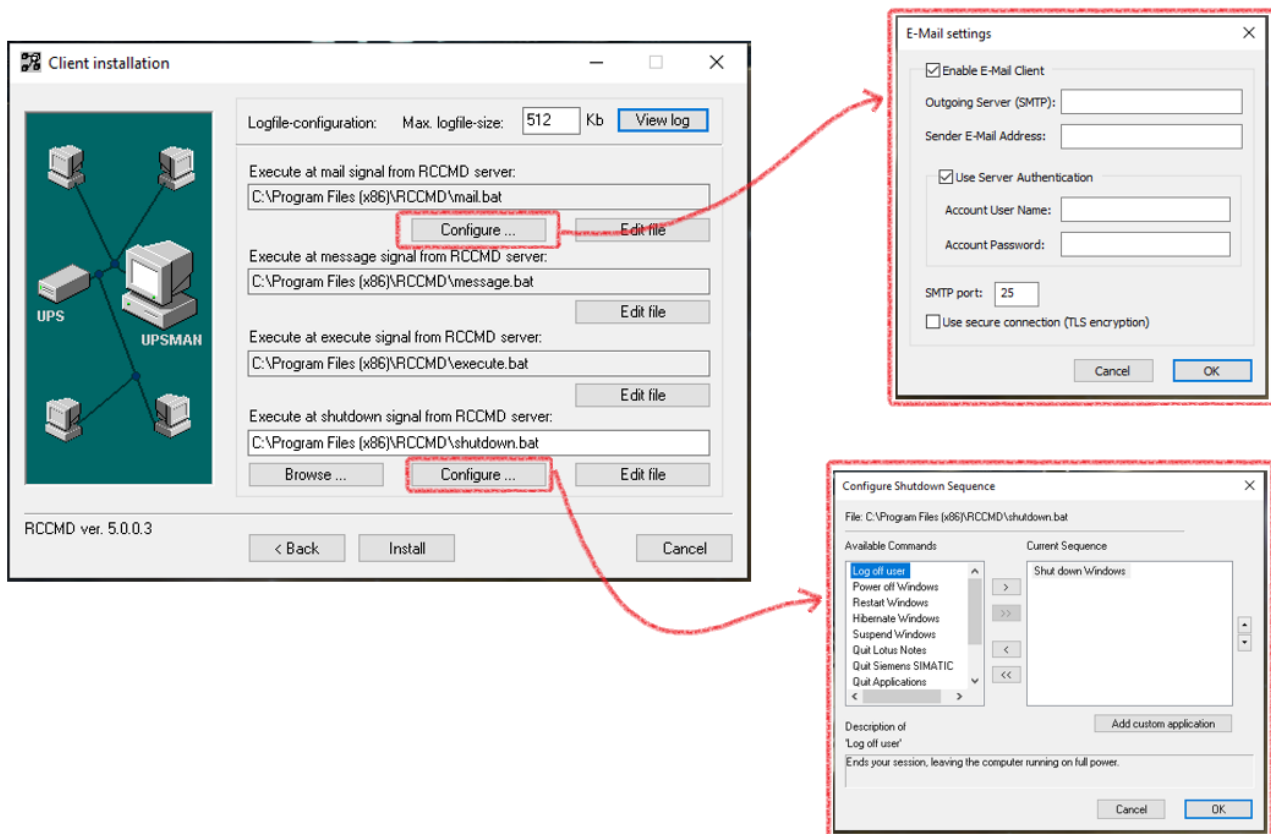 Client installation
Logfile-configuration: Max. logfile-size: 512 Kb View log
Execute at mail signal from RCCMD server:
C:\Program Files (x86)\RCCMD\mail.bat
Configure ... Edit file
Execute at message signal from RCCMD server:
C:\Program Files (x86)\RCCMD\message.bat
Edit file
Execute at execute signal from RCCMD server:
C:\Program Files (x86)\RCCMD\execute.bat
Edit file
Execute at shutdown signal from RCCMD server:
C:\Program Files (x86)\RCCMD\shutdown.bat
Browse ... Configure ... Edit file
UPS
UPSMAN
RCCMD ver. 5.0.0.3
< Back Install Cancel
E-Mail settings
Enable E-Mail Client
Outgoing Server (SMTP):
Sender E-Mail Address:
Use Server Authentication
Account User Name:
Account Password:
SMTP port: 25
Use secure connection (TLS encryption)
Cancel OK
Configure Shutdown Sequence
File: C:\Program Files (x86)\RCCMD\shutdown.bat
Available Commands Current Sequence
Log off user Shut down Windows
Power off Windows >
Restart Windows
Hibernate Windows >>
Suspend Windows
Quit Lotus Notes <
Quit Siemens SIMATIC
Quit Applications <<
Description of Add custom application
'Log off user'
Ends your session, leaving the computer running on full power.
Cancel OK